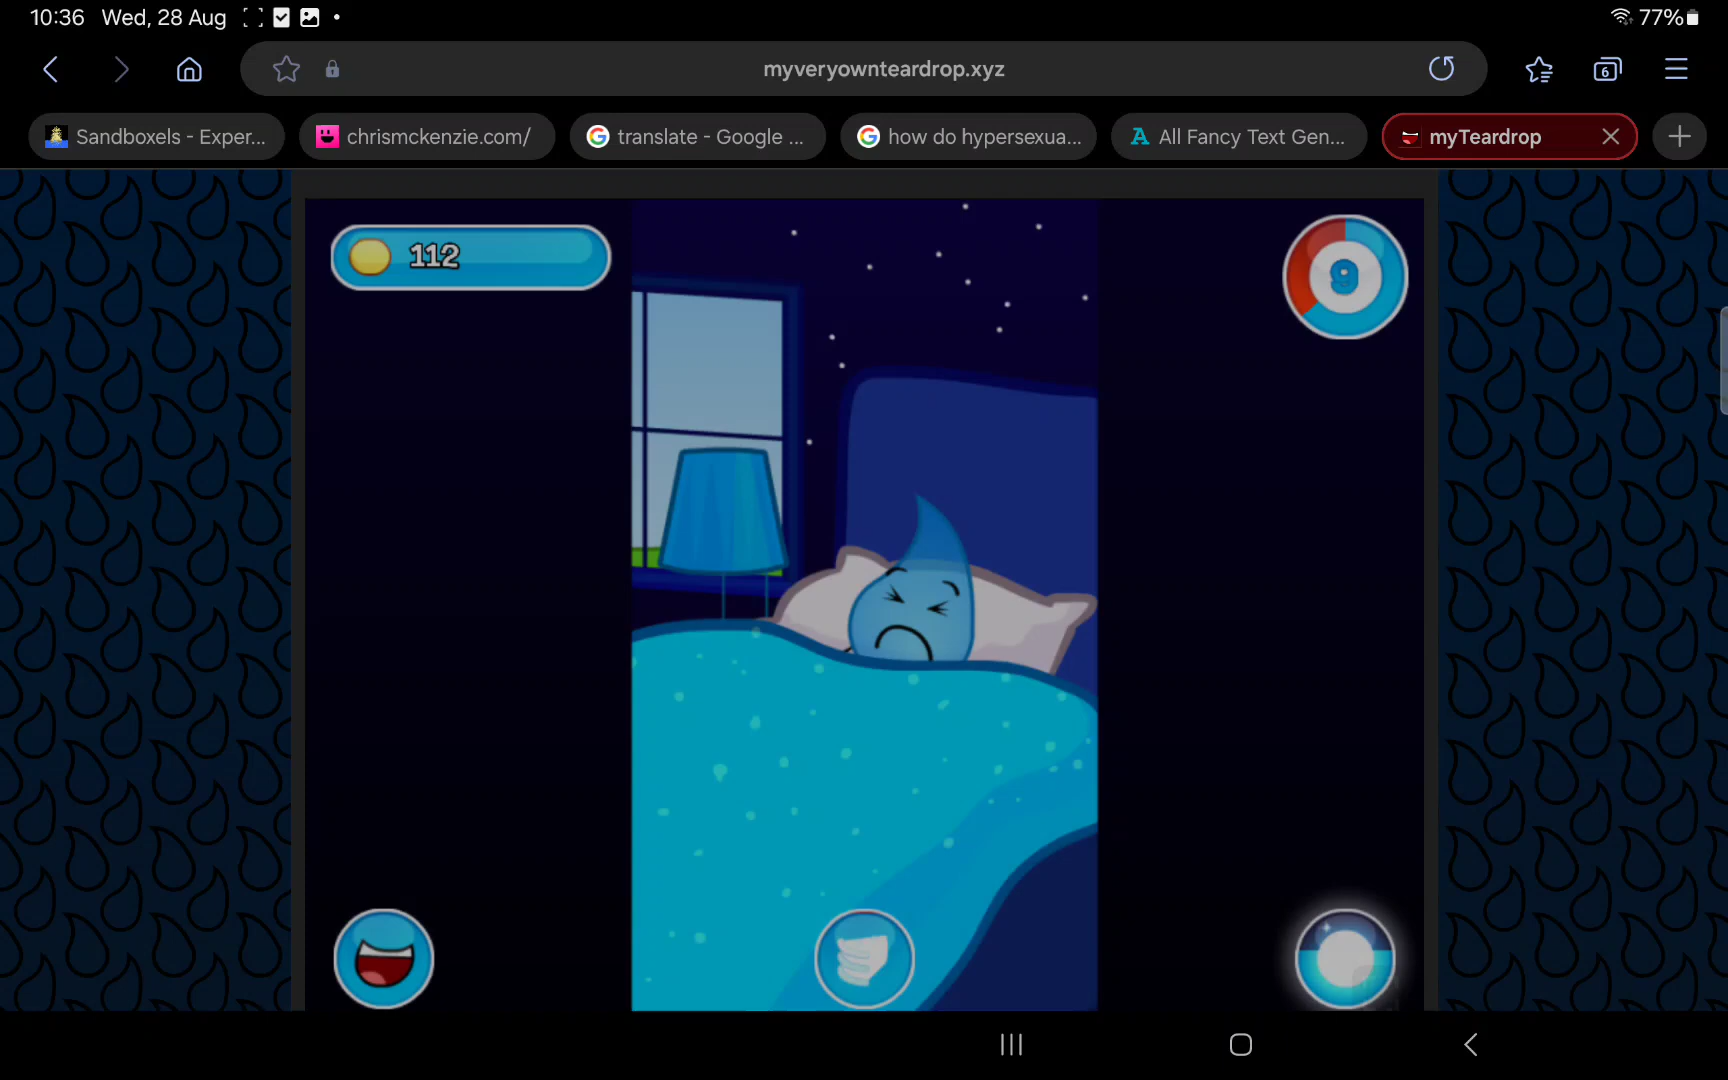 10:36 Wed, 28 Aug
77%
myveryownteardrop.xyz
6
Sandboxels - Exper...
chrismckenzie.com/
translate - Google ...
how do hypersexua...
All Fancy Text Gen...
myTeardrop
112
9